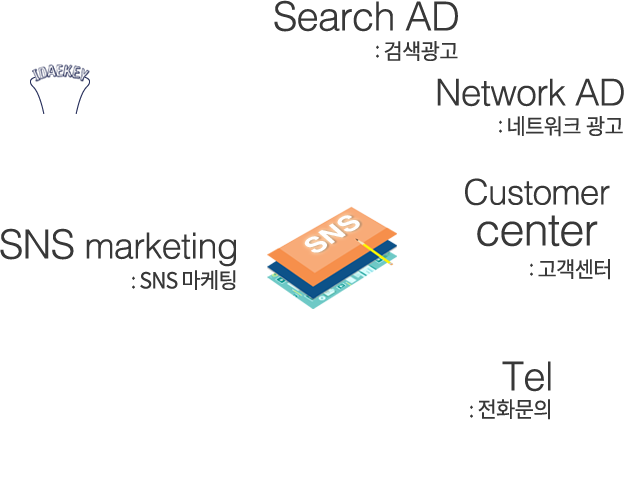 Search AD
: 검색광고
IDAEKEY
Network AD
: 네트워크 광고
Customer
center
: 고객센터
SNS marketing
: SNS 마케팅
SNS
Tel
: 전화문의